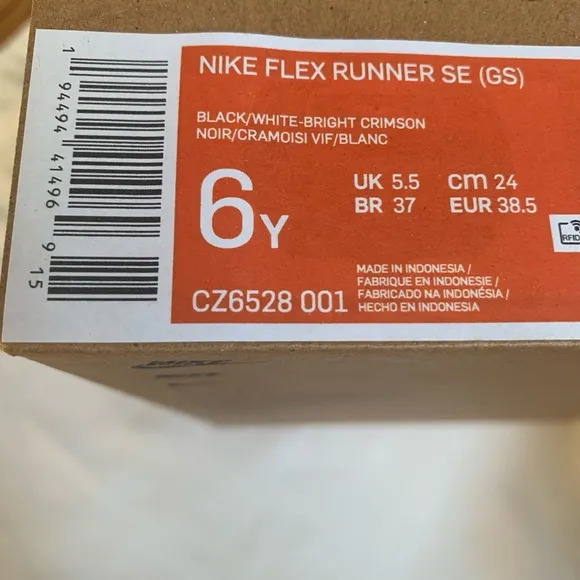 NIKE FLEX RUNNER SE (GS)
BLACK/WHITE-BRIGHT CRIMSON
NOIR/CRAMOISI VIF/BLANC
6Y
UK 5.5 cm 24
BR 37 EUR 38.5
RFID
MADE IN INDONESIA /
FABRIQUE EN INDONESIE /
FABRICADO NA INDONÉSIA /
HECHO EN INDONESIA
CZ6528 001
1 94494 41496 9 15
NIKE